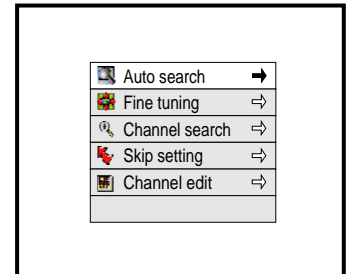 Auto search
Fine tuning
Channel search
Skip setting
Channel edit